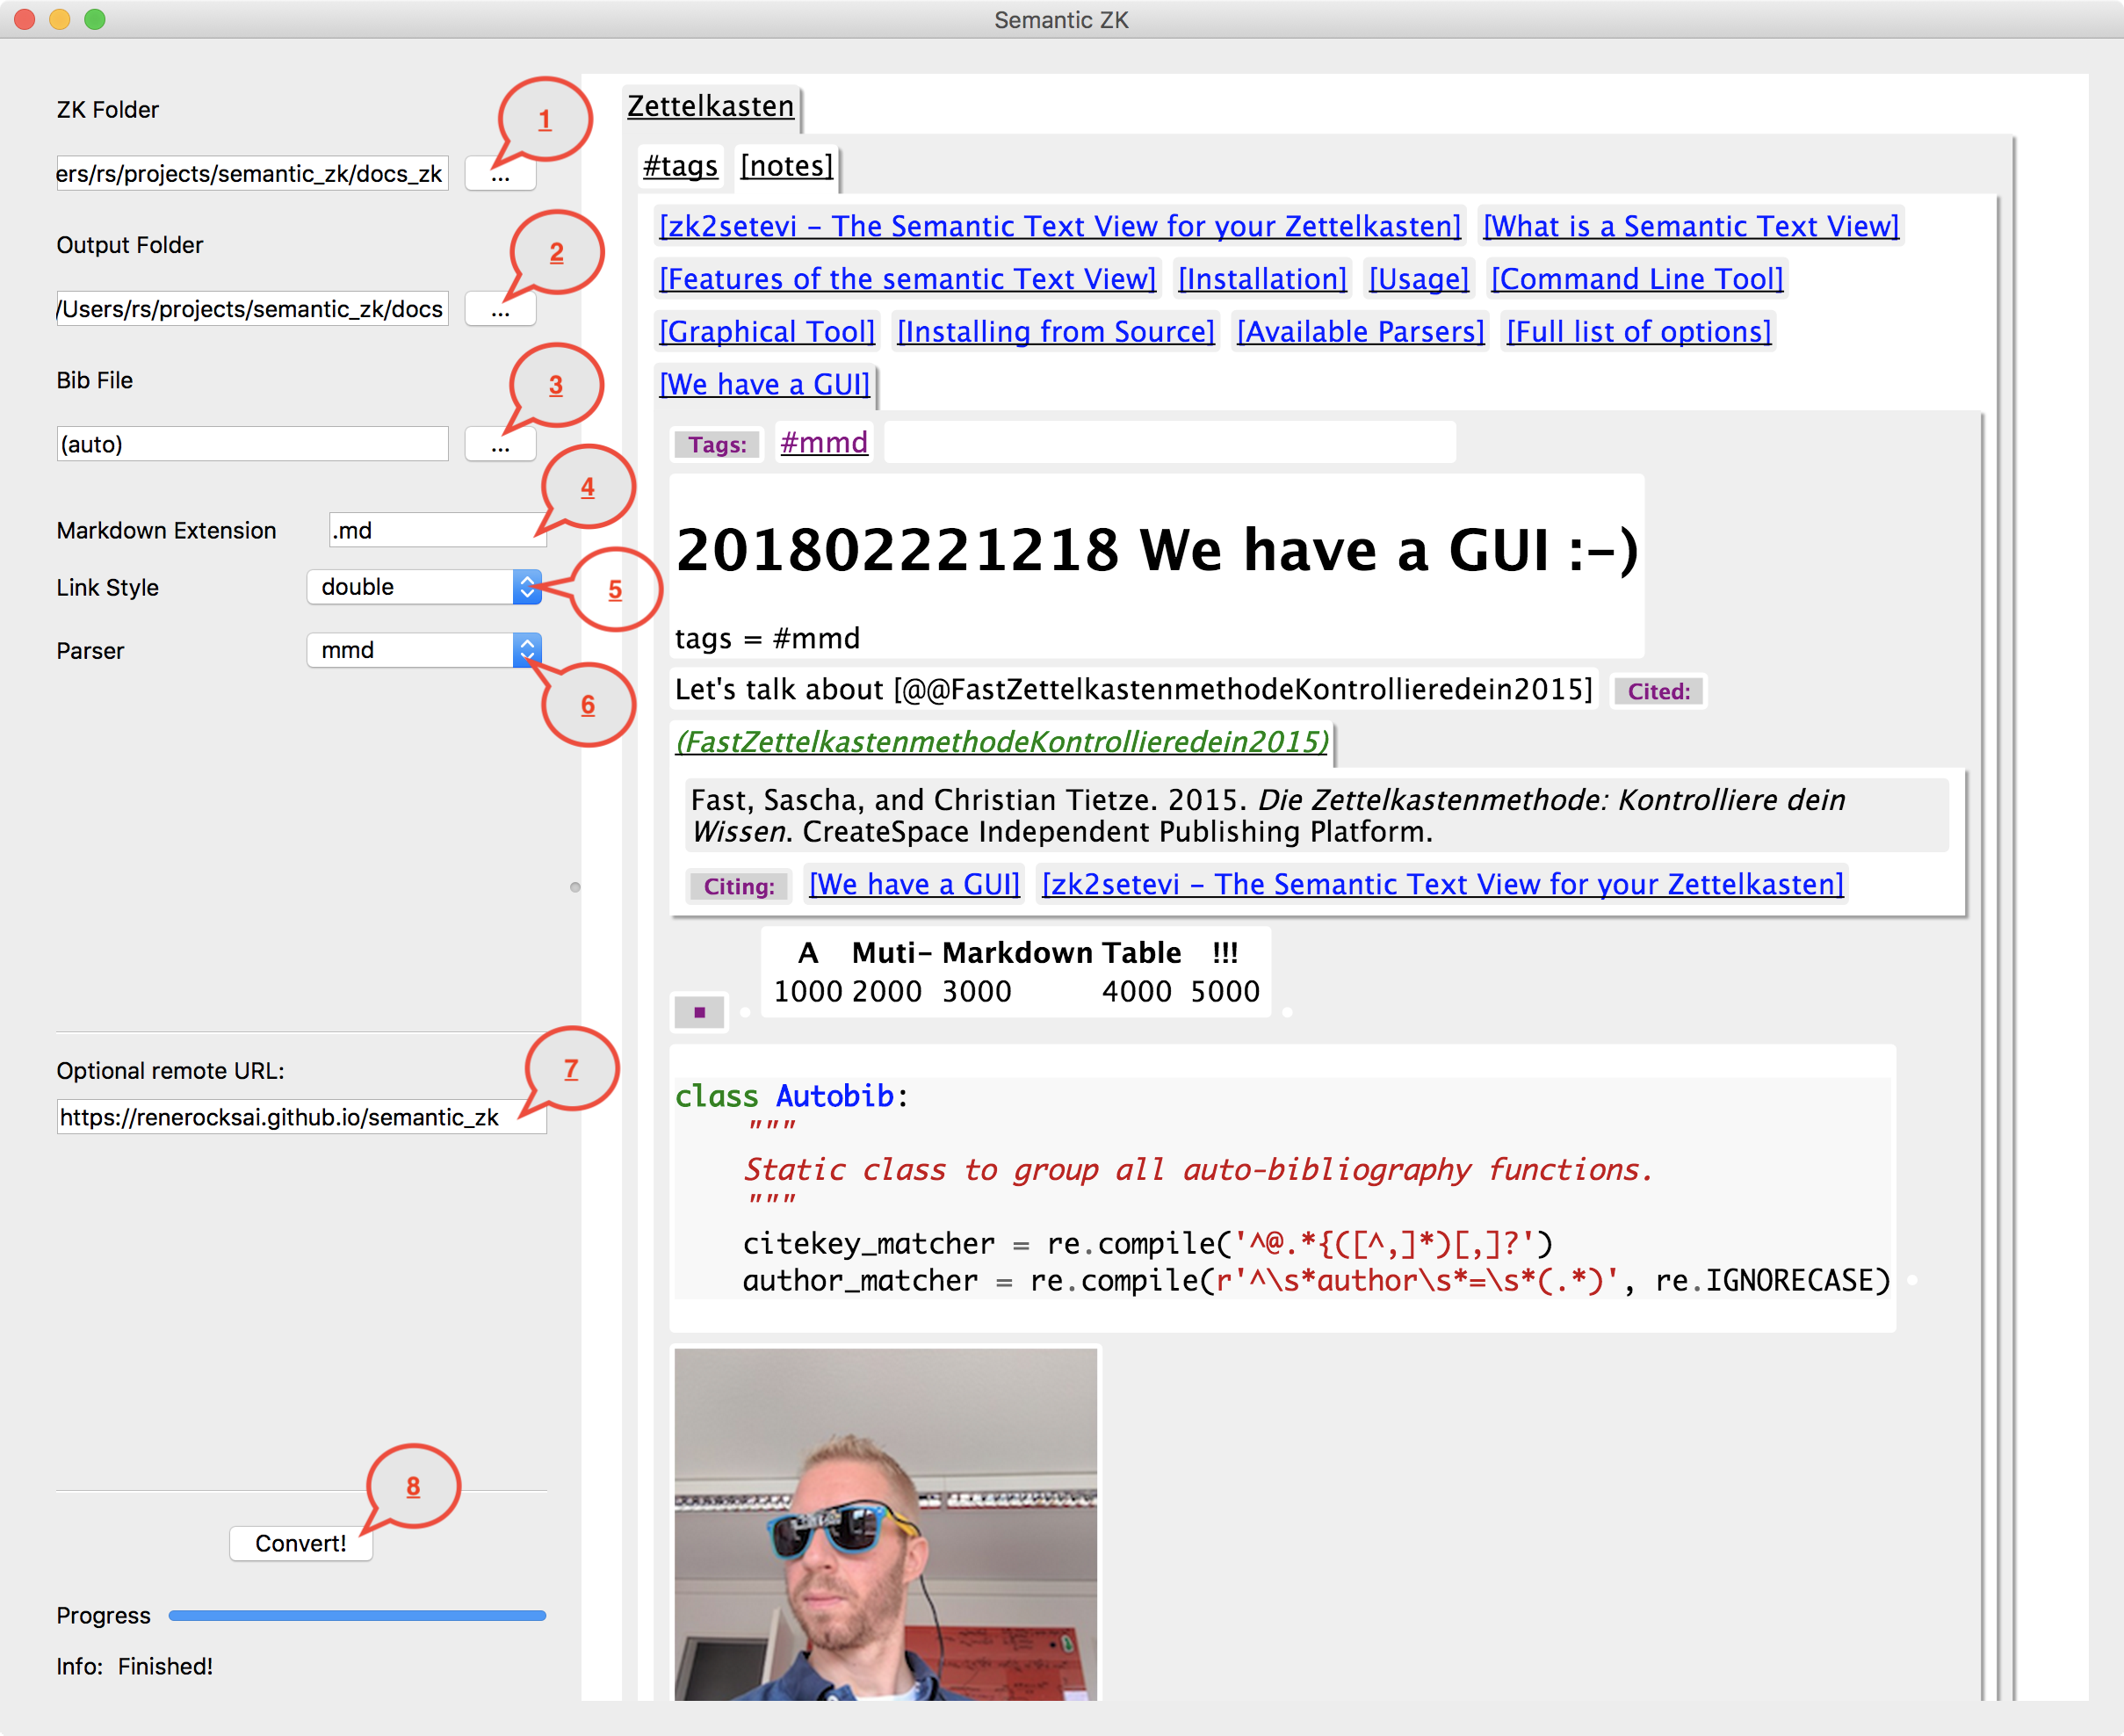 Semantic ZK
ZK Folder
1
ers/rs/projects/semantic_zk/docs_zk
...
Output Folder
2
/Users/rs/projects/semantic_zk/docs
...
Bib File
3
(auto)
...
4
Markdown Extension .md
Link Style double
5
Parser mmd
6
Optional remote URL:
7
https://renerocksai.github.io/semantic_zk
8
Convert!
Progress
Info: Finished!
Zettelkasten
#tags [notes]
[zk2setevi - The Semantic Text View for your Zettelkasten] [What is a Semantic Text View]
[Features of the semantic Text View] [Installation] [Usage] [Command Line Tool]
[Graphical Tool] [Installing from Source] [Available Parsers] [Full list of options]
[We have a GUI]
Tags: #mmd
201802221218 We have a GUI :-)
tags = #mmd
Let's talk about [@@FastZettelkastenmethodeKontrollieredein2015] Cited:
(FastZettelkastenmethodeKontrollieredein2015)
Fast, Sascha, and Christian Tietze. 2015. Die Zettelkastenmethode: Kontrolliere dein
Wissen. CreateSpace Independent Publishing Platform.
Citing: [We have a GUI] [zk2setevi - The Semantic Text View for your Zettelkasten]
A Muti- Markdown Table !!!
1000 2000 3000 4000 5000
class Autobib:
"""
Static class to group all auto-bibliography functions.
"""
citekey_matcher = re.compile('^@.*{([^,]*)[,]?')
author_matcher = re.compile(r'^\s*author\s*=\s*(.*)', re.IGNORECASE)